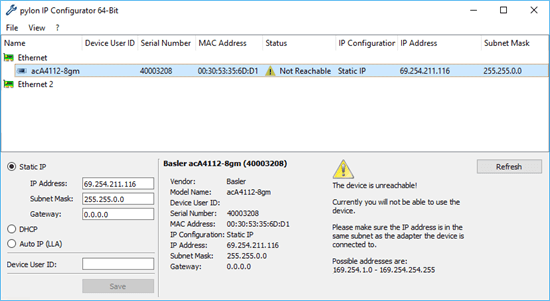 pylon IP Configurator 64-Bit
File View ?
Name Device User ID Serial Number MAC Address Status IP Configuration IP Address Subnet Mask
Ethernet
acA4112-8gm 40003208 00:30:53:35:6D:D1 Not Reachable Static IP 69.254.211.116 255.255.0.0
Ethernet 2
Static IP
IP Address: 69.254.211.116
Subnet Mask: 255.255.0.0
Gateway: 0.0.0.0
DHCP
Auto IP (LLA)
Device User ID:
Save
Basler acA4112-8gm (40003208)
Vendor: Basler
Model Name: acA4112-8gm
Device User ID:
Serial Number: 40003208
MAC Address: 00:30:53:35:6D:D1
IP Configuration: Static IP
IP Address: 69.254.211.116
Subnet Mask: 255.255.0.0
Gateway: 0.0.0.0
The device is unreachable!
Currently you will not be able to use the
device.
Please make sure the IP address is in the
same subnet as the adapter the device is
connected to.
Possible addresses are:
169.254.1.0 - 169.254.254.255
Refresh